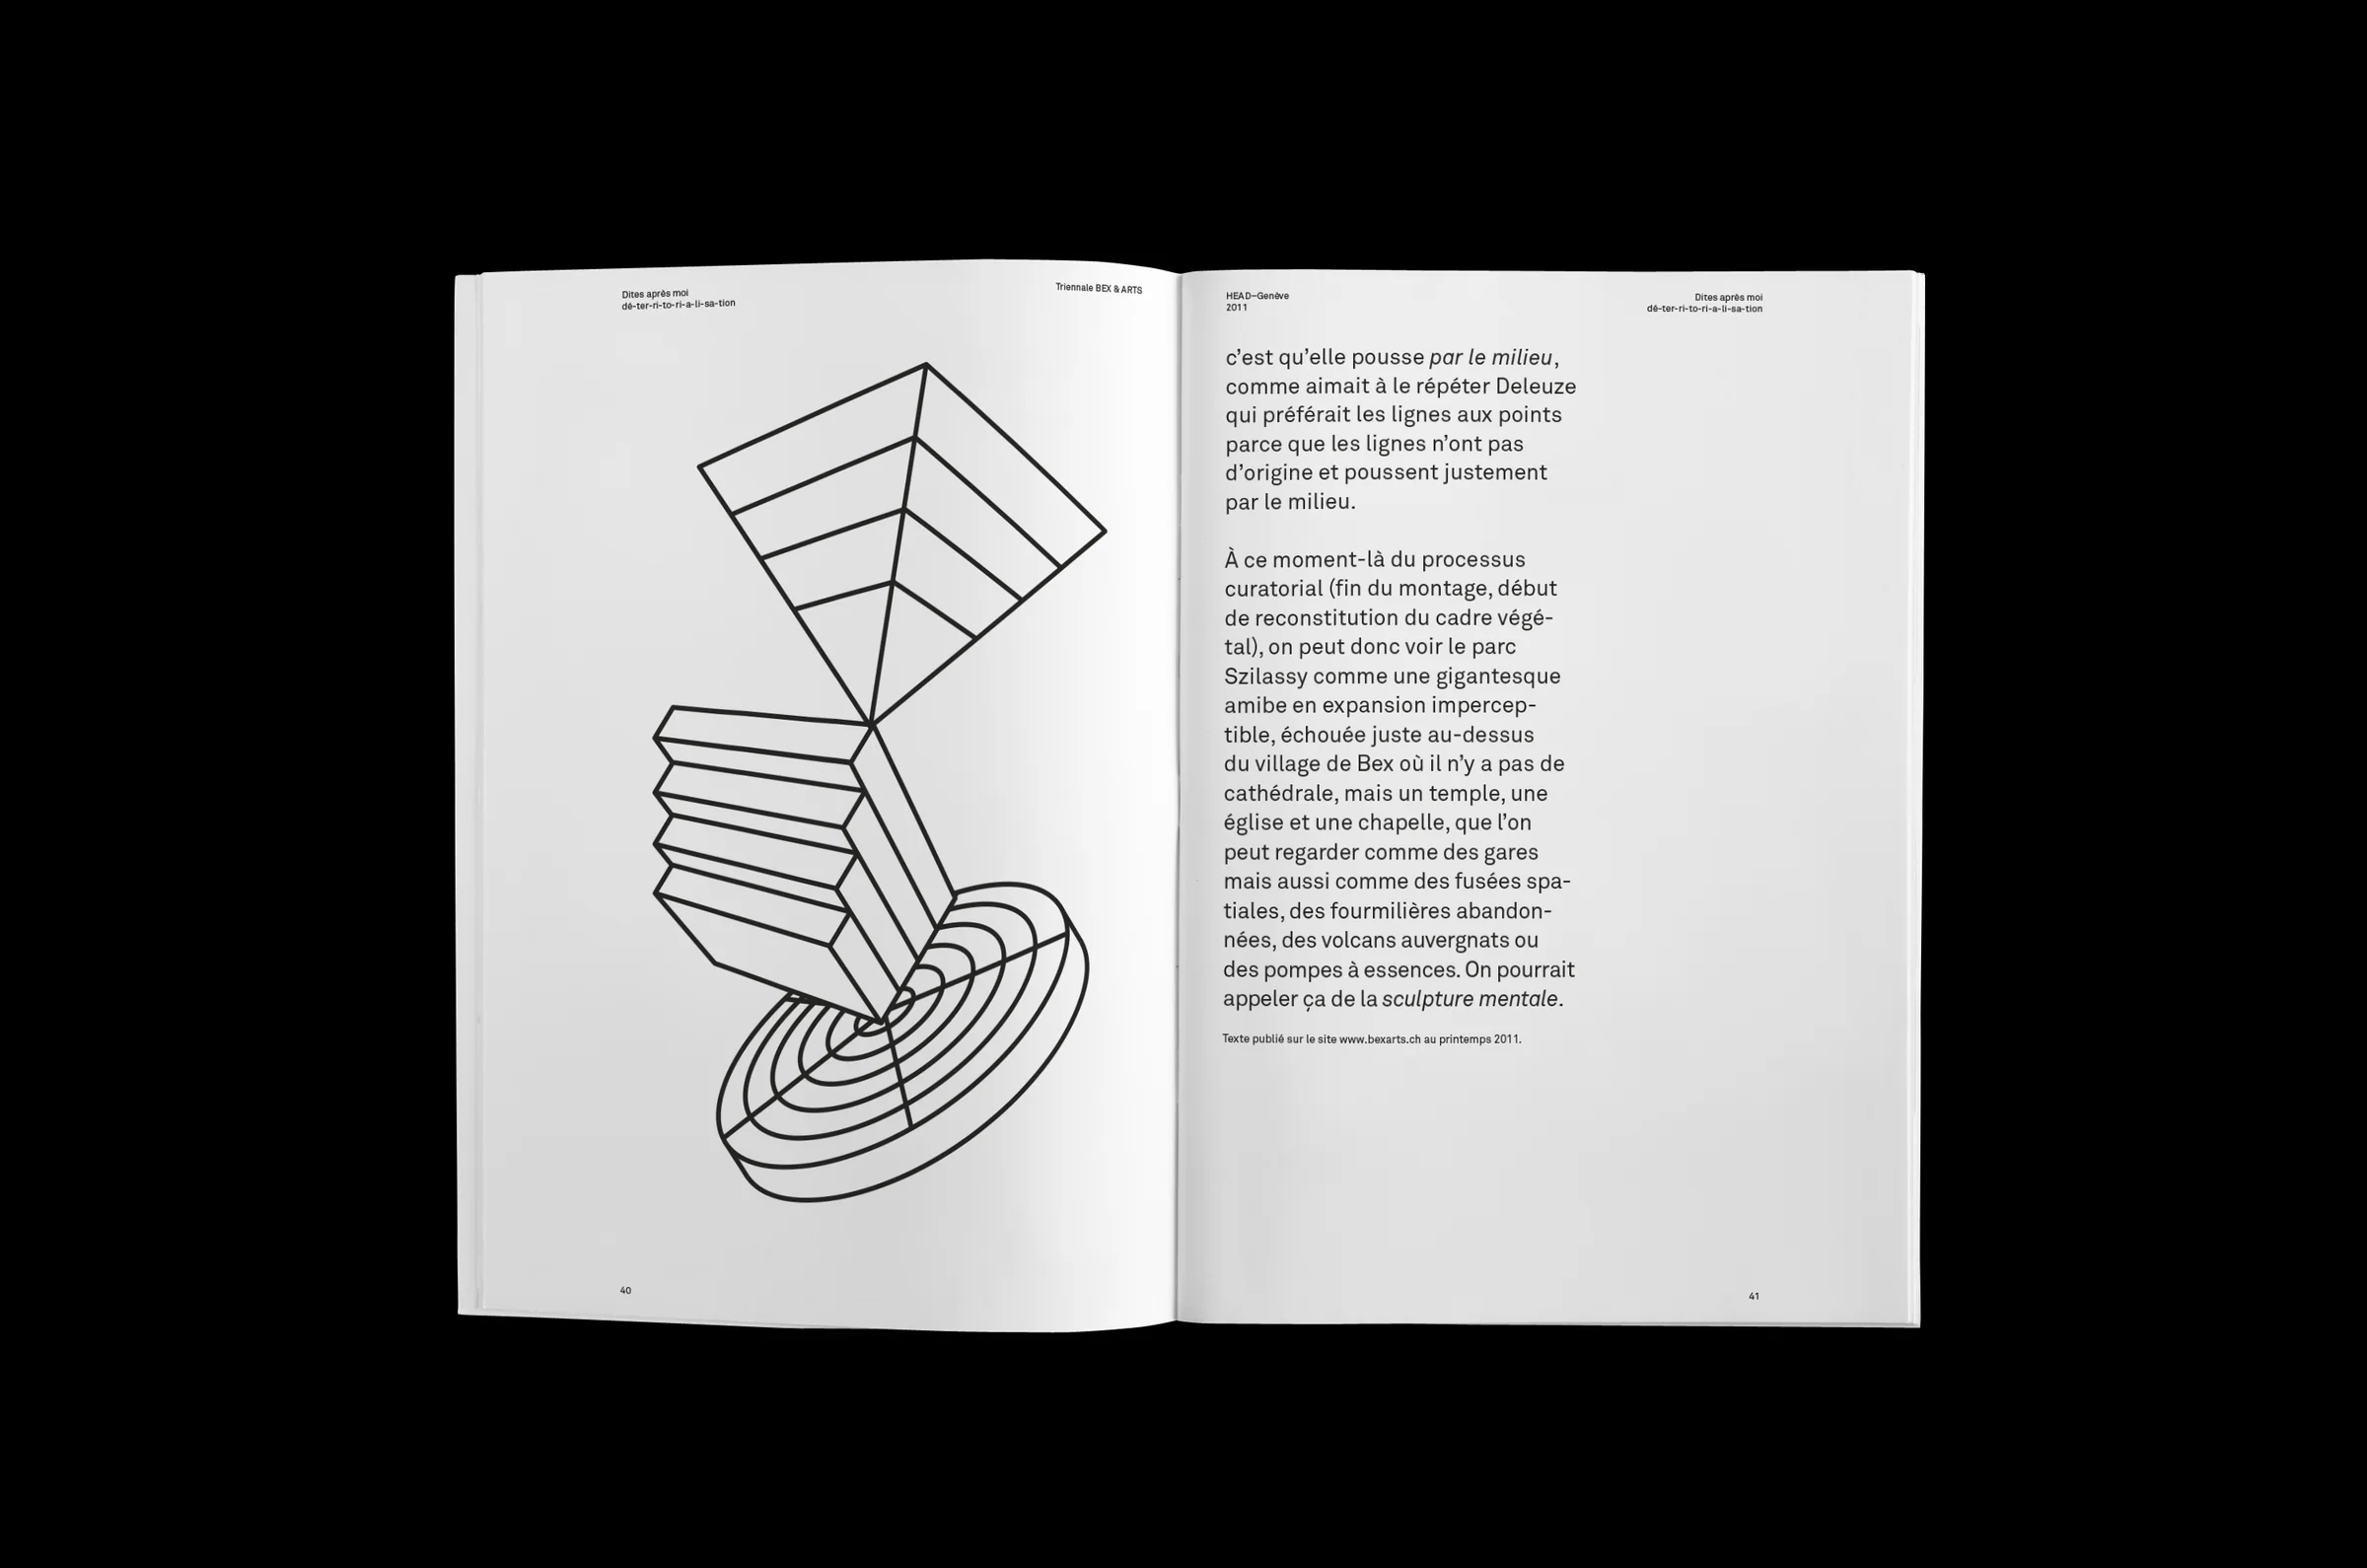 Dites après moi
dé-ter-ri-to-ri-a-li-sa-tion
Triennale BEX & ARTS
40
HEAD–Genève
2011
Dites après moi
dé-ter-ri-to-ri-a-li-sa-tion
c’est qu’elle pousse par le milieu,
comme aimait à le répéter Deleuze
qui préférait les lignes aux points
parce que les lignes n’ont pas
d’origine et poussent justement
par le milieu.
À ce moment-là du processus
curatorial (fin du montage, début
de reconstitution du cadre végé-
tal), on peut donc voir le parc
Szilassy comme une gigantesque
amibe en expansion impercep-
tible, échouée juste au-dessus
du village de Bex où il n’y a pas de
cathédrale, mais un temple, une
église et une chapelle, que l’on
peut regarder comme des gares
mais aussi comme des fusées spa-
tiales, des fourmilières abandon-
nées, des volcans auvergnats ou
des pompes à essences. On pourrait
appeler ça de la sculpture mentale.
Texte publié sur le site www.bexarts.ch au printemps 2011.
41